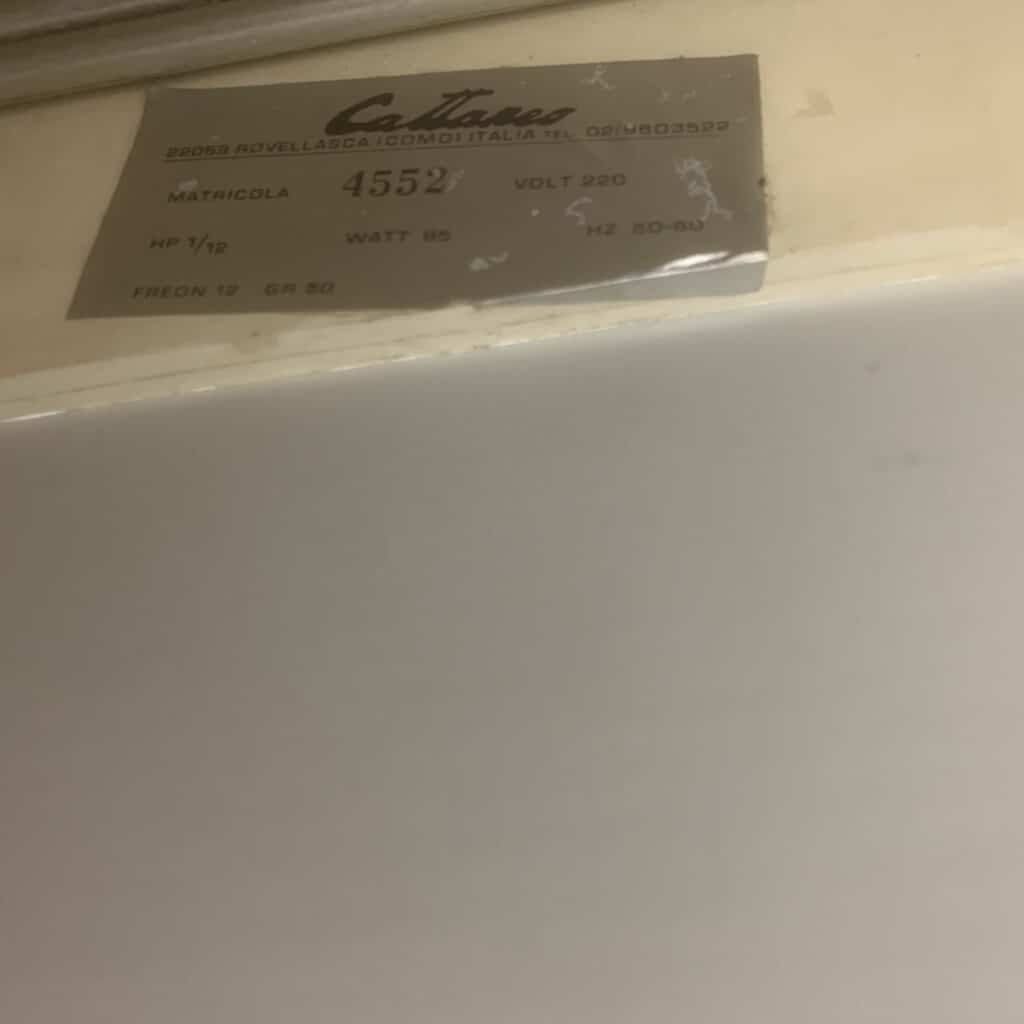 Cattaneo
22053 ROVELLASCA (COMO) ITALIA TEL. 02/9603522
MATRICOLA 4552 VOLT 220
HP 1/12 WATT 85 HZ 50-60
FREON 12 GR 50